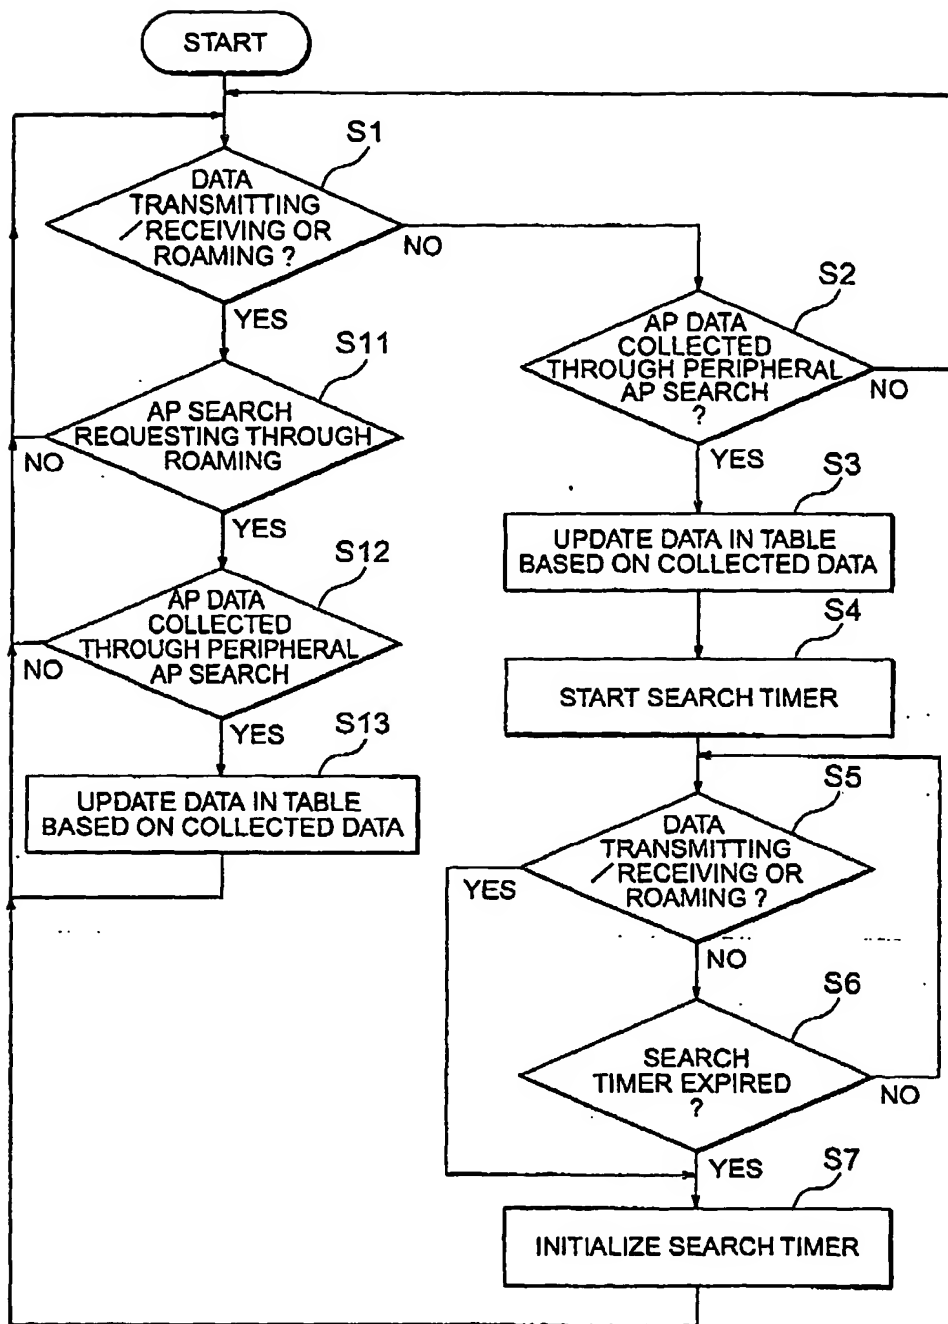 START
S1
DATA
TRANSMITTING
/RECEIVING OR
ROAMING ?
NO
YES
S2
AP DATA
COLLECTED
THROUGH PERIPHERAL
AP SEARCH
?
NO
YES
S11
AP SEARCH
REQUESTING THROUGH
ROAMING
NO
YES
S3
UPDATE DATA IN TABLE
BASED ON COLLECTED DATA
S12
AP DATA
COLLECTED
THROUGH PERIPHERAL
AP SEARCH
NO
YES
S4
START SEARCH TIMER
S13
UPDATE DATA IN TABLE
BASED ON COLLECTED DATA
S5
DATA
TRANSMITTING
/RECEIVING OR
ROAMING ?
YES
NO
S6
SEARCH
TIMER EXPIRED
?
NO
YES
S7
INITIALIZE SEARCH TIMER